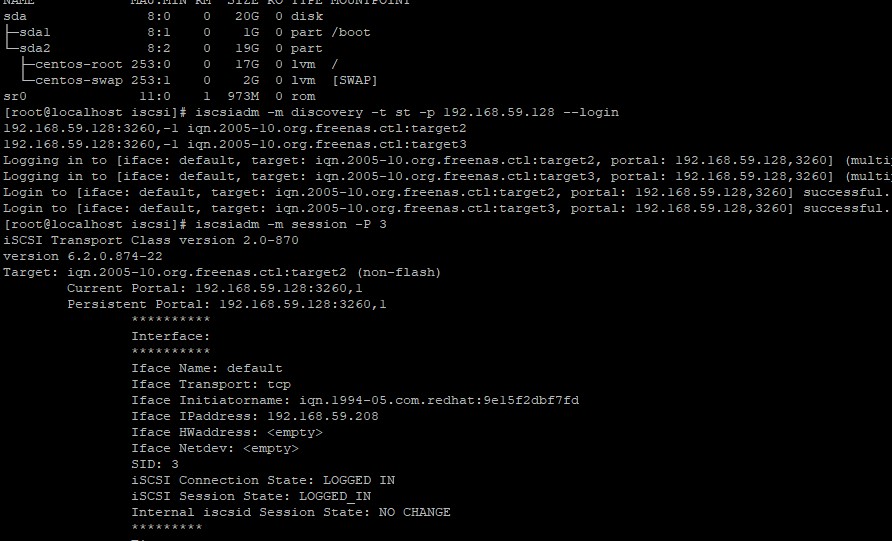 NAME MAJ:MIN RM SIZE RO TYPE MOUNTPOINT
sda 8:0 0 20G 0 disk
├─sda1 8:1 0 1G 0 part /boot
└─sda2 8:2 0 19G 0 part
├─centos-root 253:0 0 17G 0 lvm /
└─centos-swap 253:1 0 2G 0 lvm [SWAP]
sr0 11:0 1 973M 0 rom
[root@localhost iscsi]# iscsiadm -m discovery -t st -p 192.168.59.128 --login
192.168.59.128:3260,-1 iqn.2005-10.org.freenas.ctl:target2
192.168.59.128:3260,-1 iqn.2005-10.org.freenas.ctl:target3
Logging in to [iface: default, target: iqn.2005-10.org.freenas.ctl:target2, portal: 192.168.59.128,3260] (multip
Logging in to [iface: default, target: iqn.2005-10.org.freenas.ctl:target3, portal: 192.168.59.128,3260] (multip
Login to [iface: default, target: iqn.2005-10.org.freenas.ctl:target2, portal: 192.168.59.128,3260] successful.
Login to [iface: default, target: iqn.2005-10.org.freenas.ctl:target3, portal: 192.168.59.128,3260] successful.
[root@localhost iscsi]# iscsiadm -m session -P 3
iSCSI Transport Class version 2.0-870
version 6.2.0.874-22
Target: iqn.2005-10.org.freenas.ctl:target2 (non-flash)
Current Portal: 192.168.59.128:3260,1
Persistent Portal: 192.168.59.128:3260,1
**********
Interface:
**********
Iface Name: default
Iface Transport: tcp
Iface Initiatorname: iqn.1994-05.com.redhat:9e15f2dbf7fd
Iface IPaddress: 192.168.59.208
Iface HWaddress: <empty>
Iface Netdev: <empty>
SID: 3
iSCSI Connection State: LOGGED IN
iSCSI Session State: LOGGED_IN
Internal iscsid Session State: NO CHANGE
*********